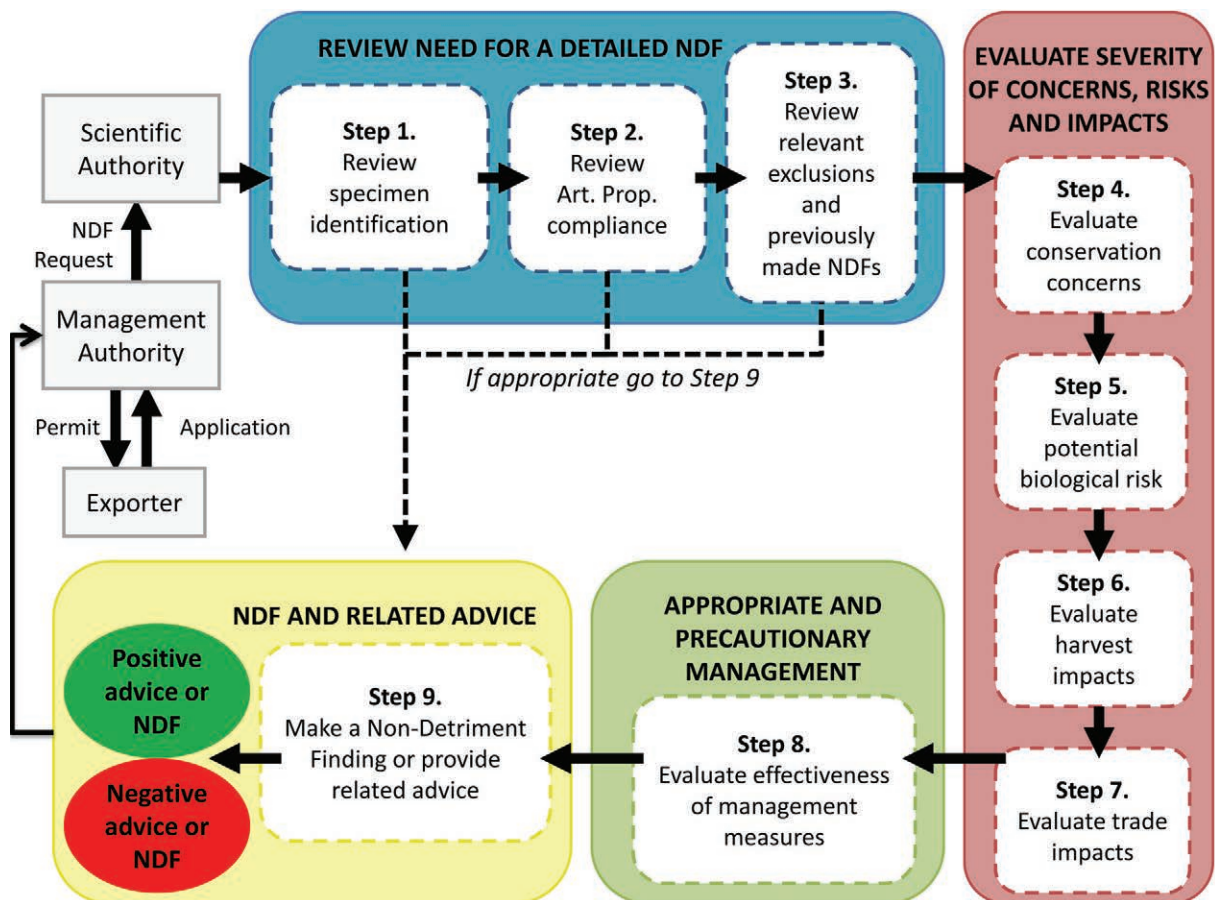 REVIEW NEED FOR A DETAILED NDF
Scientific
Authority
NDF
Request
Management
Authority
Permit
Application
Exporter
Step 1.
Review
specimen
identification
Step 2.
Review
Art. Prop.
compliance
Step 3.
Review
relevant
exclusions
and
previously
made NDFs
If appropriate go to Step 9
EVALUATE SEVERITY
OF CONCERNS, RISKS
AND IMPACTS
Step 4.
Evaluate
conservation
concerns
Step 5.
Evaluate
potential
biological risk
Step 6.
Evaluate
harvest
impacts
Step 7.
Evaluate trade
impacts
APPROPRIATE AND
PRECAUTIONARY
MANAGEMENT
Step 8.
Evaluate effectiveness
of management
measures
NDF AND RELATED ADVICE
Step 9.
Make a Non-Detriment
Finding or provide
related advice
Positive
advice or
NDF
Negative
advice or
NDF